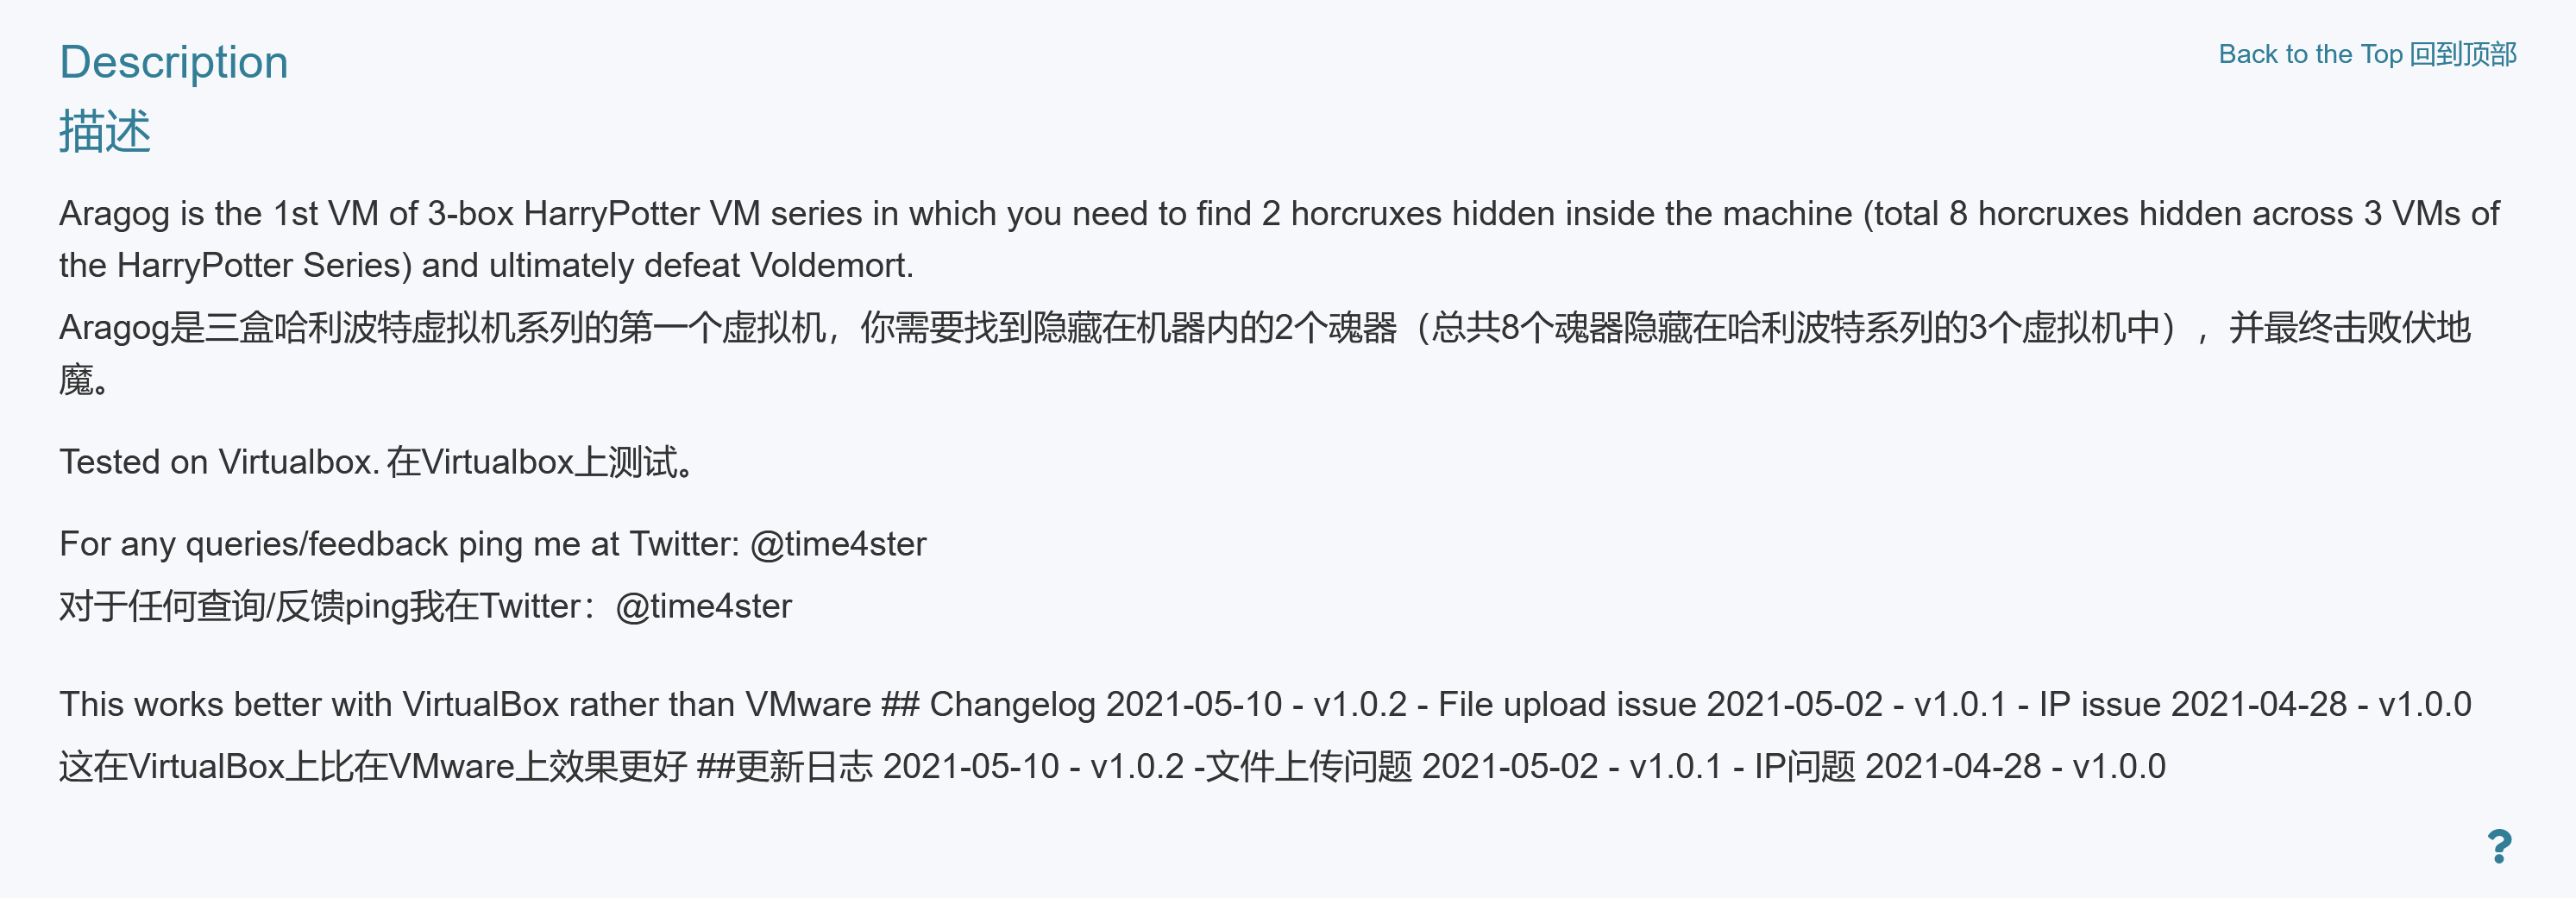 Description
Back to the Top 回到顶部
描述
Aragog is the 1st VM of 3-box HarryPotter VM series in which you need to find 2 horcruxes hidden inside the machine (total 8 horcruxes hidden across 3 VMs of
the HarryPotter Series) and ultimately defeat Voldemort.
Aragog是三盒哈利波特虚拟机系列的第一个虚拟机，你需要找到隐藏在机器内的2个魂器（总共8个魂器隐藏在哈利波特系列的3个虚拟机中），并最终击败伏地
魔。
Tested on Virtualbox. 在Virtualbox上测试。
For any queries/feedback ping me at Twitter: @time4ster
对于任何查询/反馈ping我在Twitter：@time4ster
This works better with VirtualBox rather than VMware ## Changelog 2021-05-10 - v1.0.2 - File upload issue 2021-05-02 - v1.0.1 - IP issue 2021-04-28 - v1.0.0
这在VirtualBox上比在VMware上效果更好 ##更新日志 2021-05-10 - v1.0.2 -文件上传问题 2021-05-02 - v1.0.1 - IP问题 2021-04-28 - v1.0.0
?